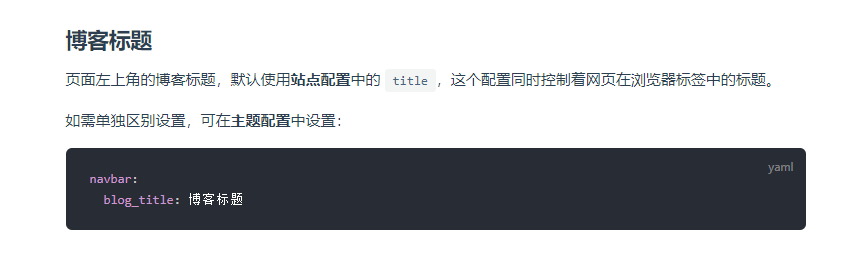 博客标题
页面左上角的博客标题，默认使用站点配置中的 title，这个配置同时控制着网页在浏览器标签中的标题。
如需单独区别设置，可在主题配置中设置：
yaml
navbar:
  blog_title: 博客标题